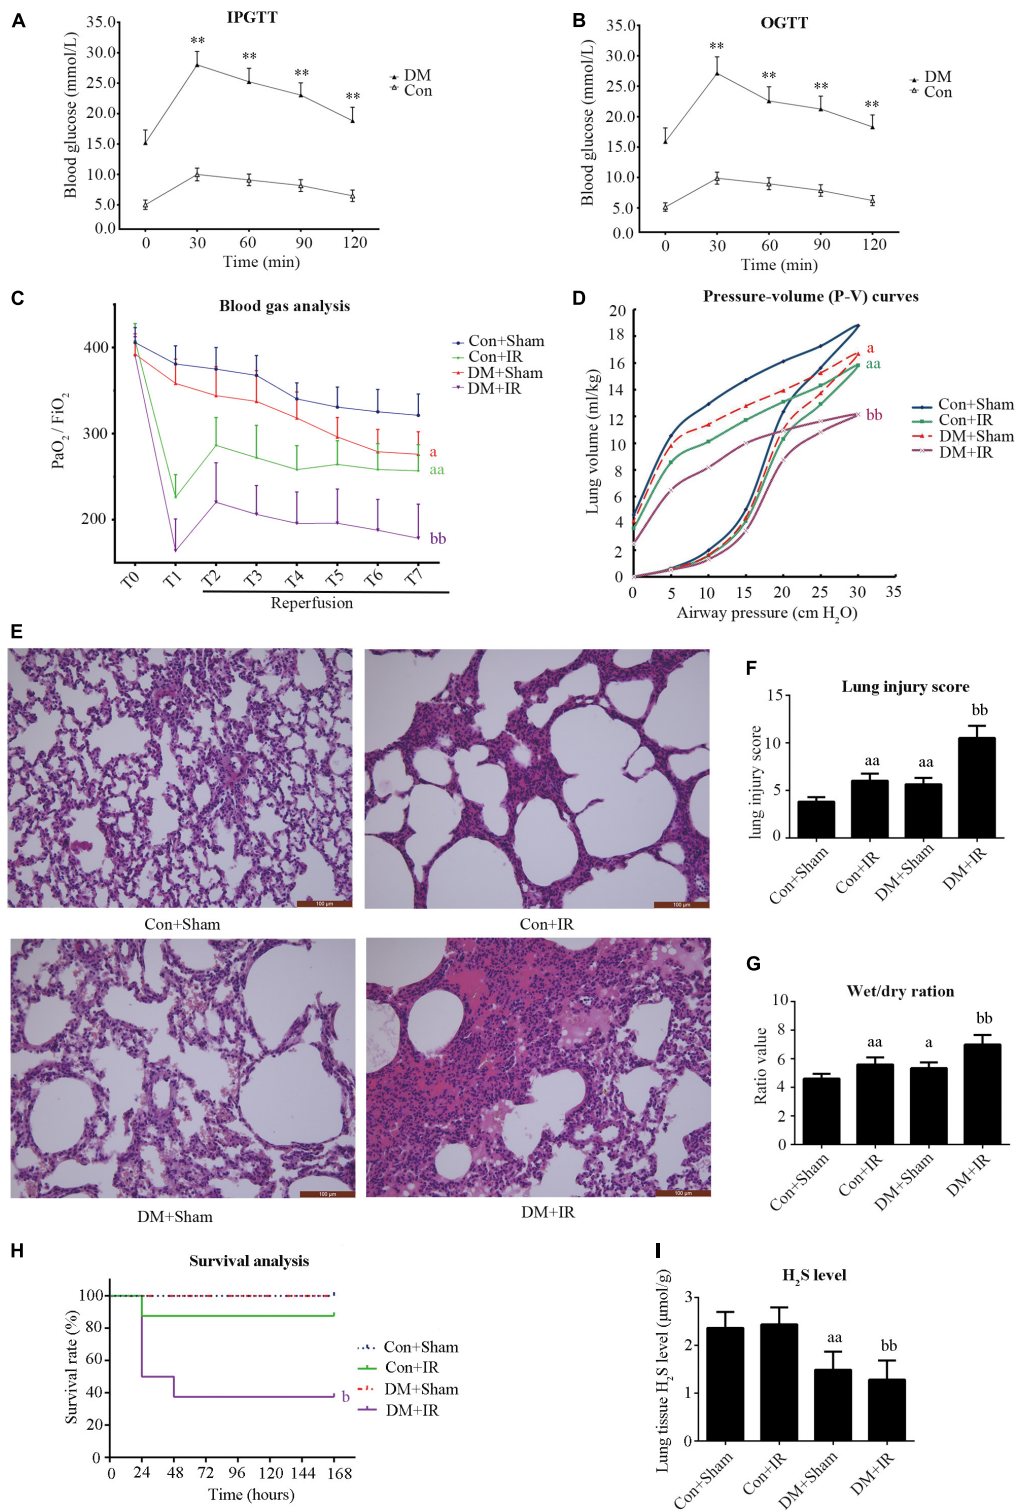 A
IPGTT
Blood glucose (mmol/L)
35.0
30.0
25.0
20.0
15.0
10.0
5.0
0.0
** ** ** **
DM
Con
0 30 60 90 120
Time (min)
B
OGTT
Blood glucose (mmol/L)
35.0
30.0
25.0
20.0
15.0
10.0
5.0
0.0
** ** ** **
DM
Con
0 30 60 90 120
Time (min)
C
Blood gas analysis
PaO2 / FiO2
400
300
200
Con+Sham
Con+IR
DM+Sham
DM+IR
a
aa
bb
T0 T1 T2 T3 T4 T5 T6 T7
Reperfusion
D
Pressure-volume (P-V) curves
Lung volume (ml/kg)
20
18
16
14
12
10
8
6
4
2
0
a
aa
bb
Con+Sham
Con+IR
DM+Sham
DM+IR
0 5 10 15 20 25 30 35
Airway pressure (cm H2O)
E
100 μm
100 μm
Con+Sham
Con+IR
100 μm
100 μm
DM+Sham
DM+IR
F
Lung injury score
lung injury score
15
10
5
0
aa aa bb
Con+Sham Con+IR DM+Sham DM+IR
G
Wet/dry ration
Ratio value
10
8
6
4
2
0
aa a bb
Con+Sham Con+IR DM+Sham DM+IR
H
Survival analysis
Survival rate (%)
100
80
60
40
20
0
b
Con+Sham
Con+IR
DM+Sham
DM+IR
0 24 48 72 96 120 144 168
Time (hours)
I
H2S level
Lung tissue H2S level (μmol/g)
3
2
1
0
aa bb
Con+Sham Con+IR DM+Sham DM+IR